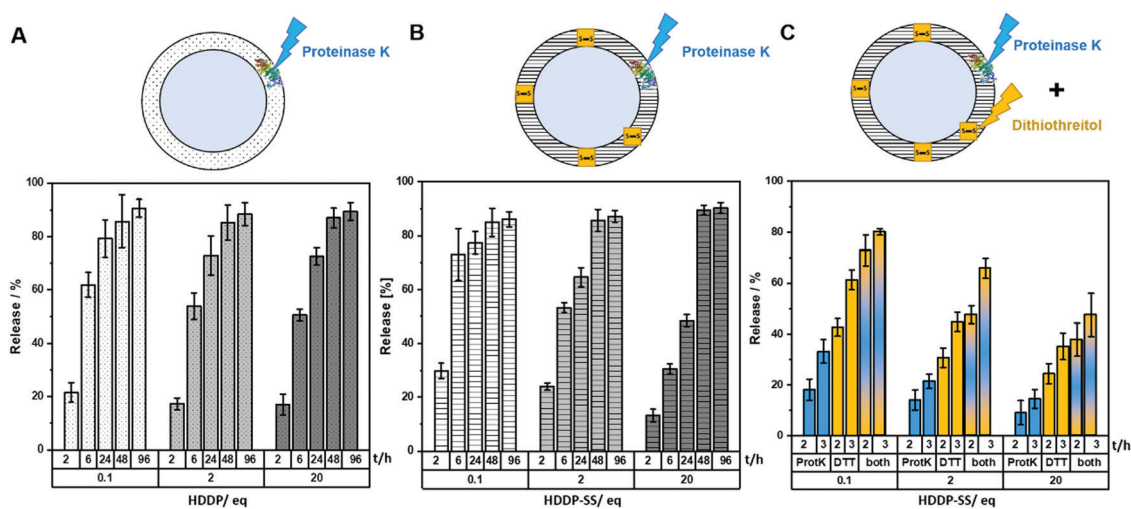 A
Proteinase K
100
80
60
40
20
0
Release / %
2 6 24 48 96 2 6 24 48 96 2 6 24 48 96 t/h
0.1 2 20
HDDP/ eq
B
S–S
S–S
S–S
S–S
Proteinase K
100
80
60
40
20
0
Release [%]
2 6 24 48 96 2 6 24 48 96 2 6 24 48 96 t/h
0.1 2 20
HDDP-SS/ eq
C
S–S
S–S
S–S
S–S
Proteinase K
+
Dithiothreitol
100
80
60
40
20
0
Release / %
2 3 2 3 2 3 2 3 2 3 2 3 2 3 2 3 2 3 t/h
ProtK DTT both ProtK DTT both ProtK DTT both
0.1 2 20
HDDP-SS/ eq